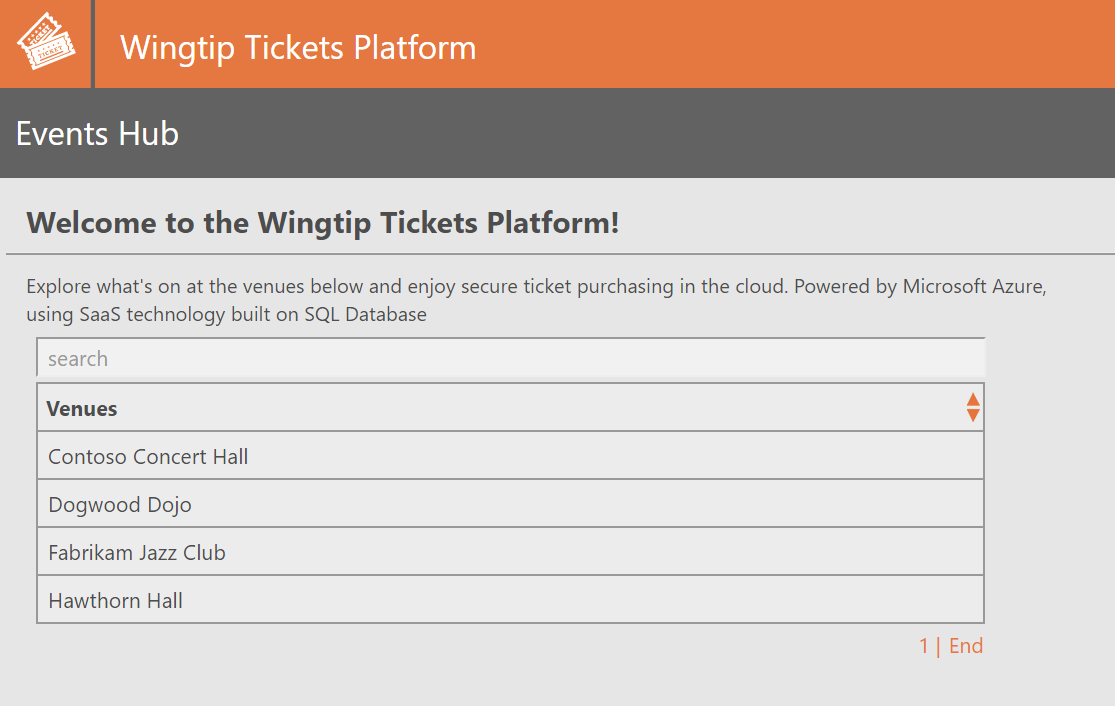 TICKET
TICKET
Wingtip Tickets Platform
Events Hub
Welcome to the Wingtip Tickets Platform!
Explore what's on at the venues below and enjoy secure ticket purchasing in the cloud. Powered by Microsoft Azure,
using SaaS technology built on SQL Database
search
Venues
Contoso Concert Hall
Dogwood Dojo
Fabrikam Jazz Club
Hawthorn Hall
1 | End